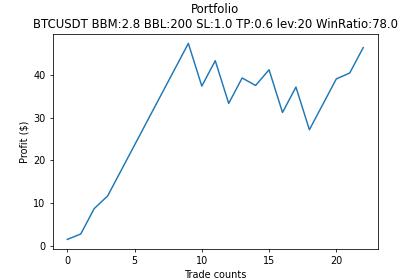 Portfolio
BTCUSDT BBM:2.8 BBL:200 SL:1.0 TP:0.6 lev:20 WinRatio:78.0
Profit ($)
40
30
20
10
0
0 5 10 15 20
Trade counts